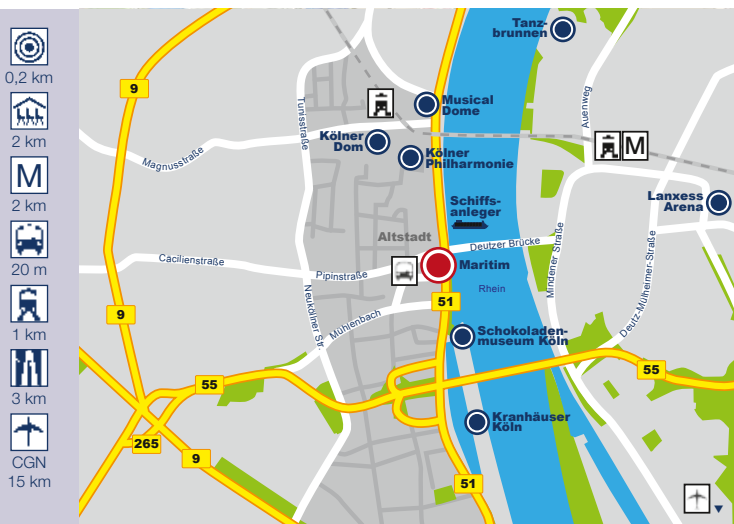 0,2 km
2 km
M
2 km
20 m
1 km
3 km
CGN
15 km
Tanz-
brunnen
9
Musical
Dome
Tunisstraße
Auenweg
Kölner
Dom
Kölner
Philharmonie
M
Magnusstraße
Lanxess
Arena
Schiffs-
anleger
Altstadt
Deutzer Brücke
Mindener Straße
Deutz-Mülheimer-Straße
Cäcilienstraße
Pipinstraße
Maritim
Rhein
Neuköllner Str.
51
9
Mühlenbach
Schokoladen-
museum Köln
55
55
Kranhäuser
Köln
265
9
51